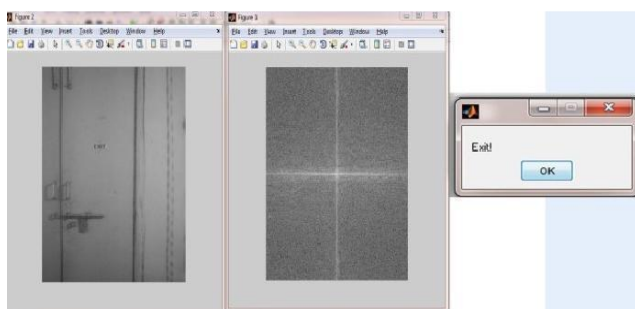 Figure 2
File Edit View Insert Tools Desktop Window Help
EXIT
Figure 3
File Edit View Insert Tools Desktop Window Help
Exit!
OK